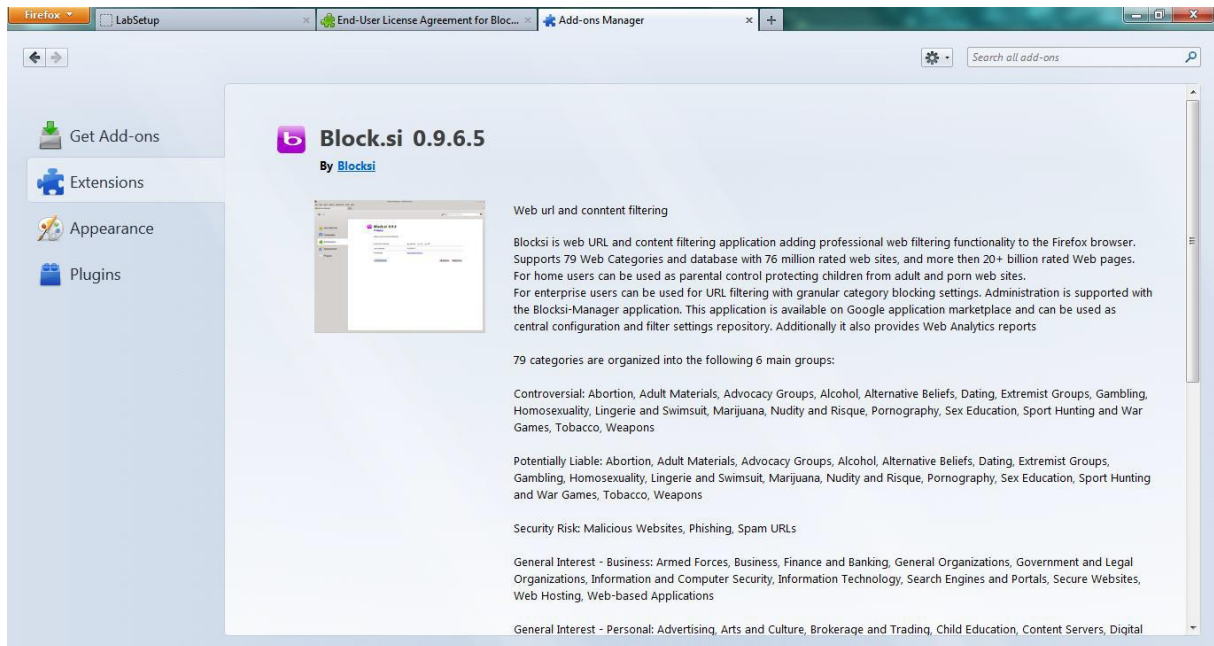 Firefox
LabSetup
End-User License Agreement for Bloc...
Add-ons Manager
Search all add-ons
Get Add-ons
Extensions
Appearance
Plugins
b
Block.si 0.9.6.5
By Blocksi
Web url and conntent filtering
Blocksi is web URL and content filtering application adding professional web filtering functionality to the Firefox browser.
Supports 79 Web Categories and database with 76 million rated web sites, and more then 20+ billion rated Web pages.
For home users can be used as parental control protecting children from adult and porn web sites.
For enterprise users can be used for URL filtering with granular category blocking settings. Administration is supported with
the Blocksi-Manager application. This application is available on Google application marketplace and can be used as
central configuration and filter settings repository. Additionally it also provides Web Analytics reports
79 categories are organized into the following 6 main groups:
Controversial: Abortion, Adult Materials, Advocacy Groups, Alcohol, Alternative Beliefs, Dating, Extremist Groups, Gambling,
Homosexuality, Lingerie and Swimsuit, Marijuana, Nudity and Risque, Pornography, Sex Education, Sport Hunting and War
Games, Tobacco, Weapons
Potentially Liable: Abortion, Adult Materials, Advocacy Groups, Alcohol, Alternative Beliefs, Dating, Extremist Groups,
Gambling, Homosexuality, Lingerie and Swimsuit, Marijuana, Nudity and Risque, Pornography, Sex Education, Sport Hunting
and War Games, Tobacco, Weapons
Security Risk: Malicious Websites, Phishing, Spam URLs
General Interest - Business: Armed Forces, Business, Finance and Banking, General Organizations, Government and Legal
Organizations, Information and Computer Security, Information Technology, Search Engines and Portals, Secure Websites,
Web Hosting, Web-based Applications
General Interest - Personal: Advertising, Arts and Culture, Brokerage and Trading, Child Education, Content Servers, Digital